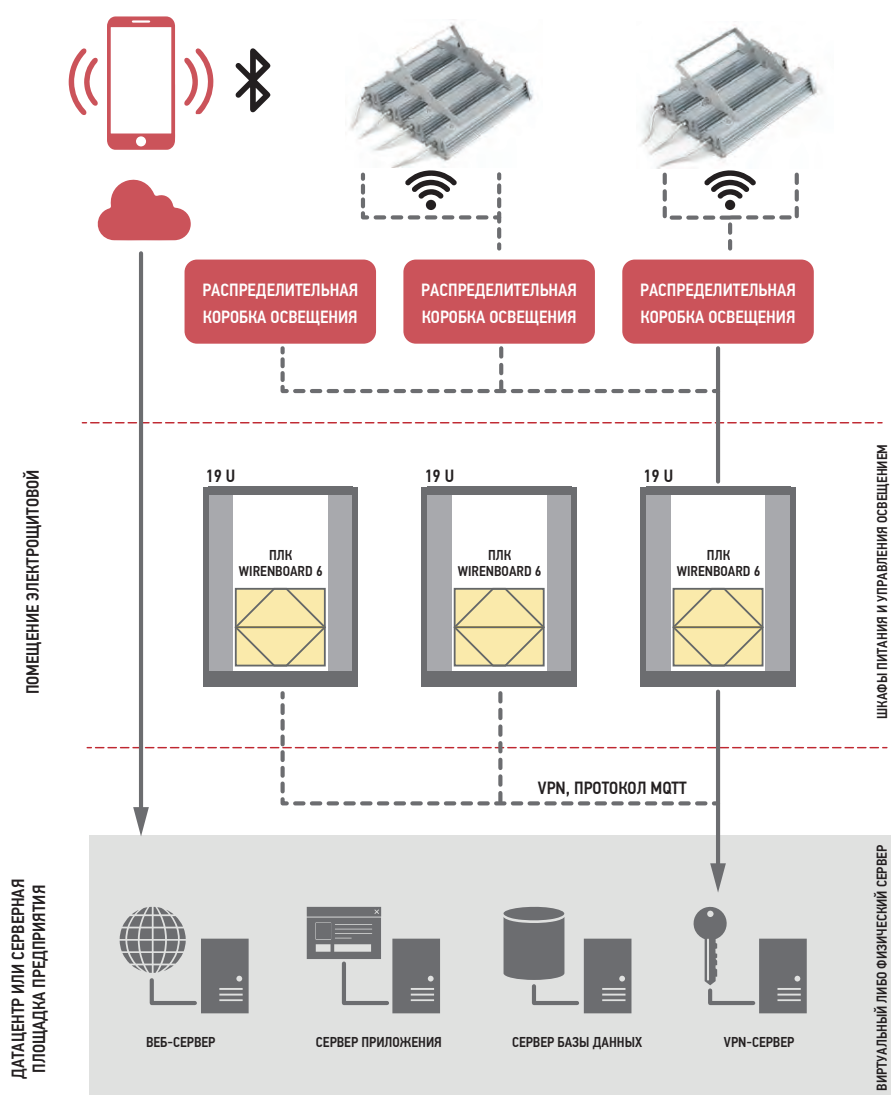 РАСПРЕДЕЛИТЕЛЬНАЯ
КОРОБКА ОСВЕЩЕНИЯ
РАСПРЕДЕЛИТЕЛЬНАЯ
КОРОБКА ОСВЕЩЕНИЯ
РАСПРЕДЕЛИТЕЛЬНАЯ
КОРОБКА ОСВЕЩЕНИЯ
ПОМЕЩЕНИЕ ЭЛЕКТРОЩИТОВОЙ
19 U
ПЛК
WIRENBOARD 6
19 U
ПЛК
WIRENBOARD 6
19 U
ПЛК
WIRENBOARD 6
ШКАФЫ ПИТАНИЯ И УПРАВЛЕНИЯ ОСВЕЩЕНИЕМ
VPN, ПРОТОКОЛ MQTT
ДАТАЦЕНТР ИЛИ СЕРВЕРНАЯ
ПЛОЩАДКА ПРЕДПРИЯТИЯ
ВЕБ-СЕРВЕР
СЕРВЕР ПРИЛОЖЕНИЯ
СЕРВЕР БАЗЫ ДАННЫХ
VPN-СЕРВЕР
ВИРТУАЛЬНЫЙ ЛИБО ФИЗИЧЕСКИЙ СЕРВЕР